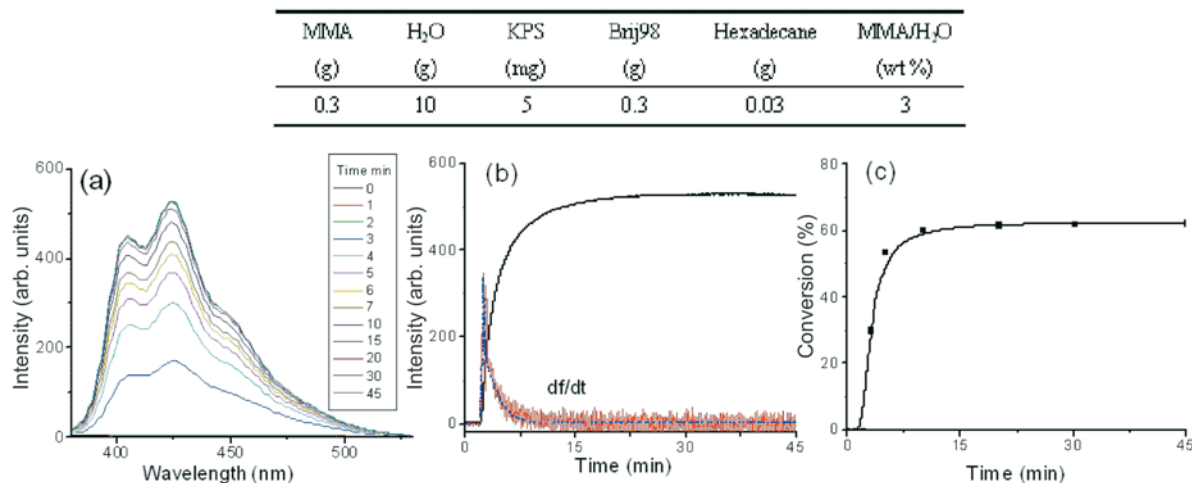 MMA H₂O KPS Brij98 Hexadecane MMA/H₂O
(g) (g) (mg) (g) (g) (wt %)
0.3 10 5 0.3 0.03 3
(a)
Time min
0
1
2
3
4
5
6
7
10
15
20
30
45
600
400
200
0
Intensity (arb. units)
400 450 500
Wavelength (nm)
(b)
600
400
200
0
Intensity (arb. units)
df/dt
0 15 30 45
Time (min)
(c)
80
60
40
20
0
Conversion (%)
0 15 30 45
Time (min)